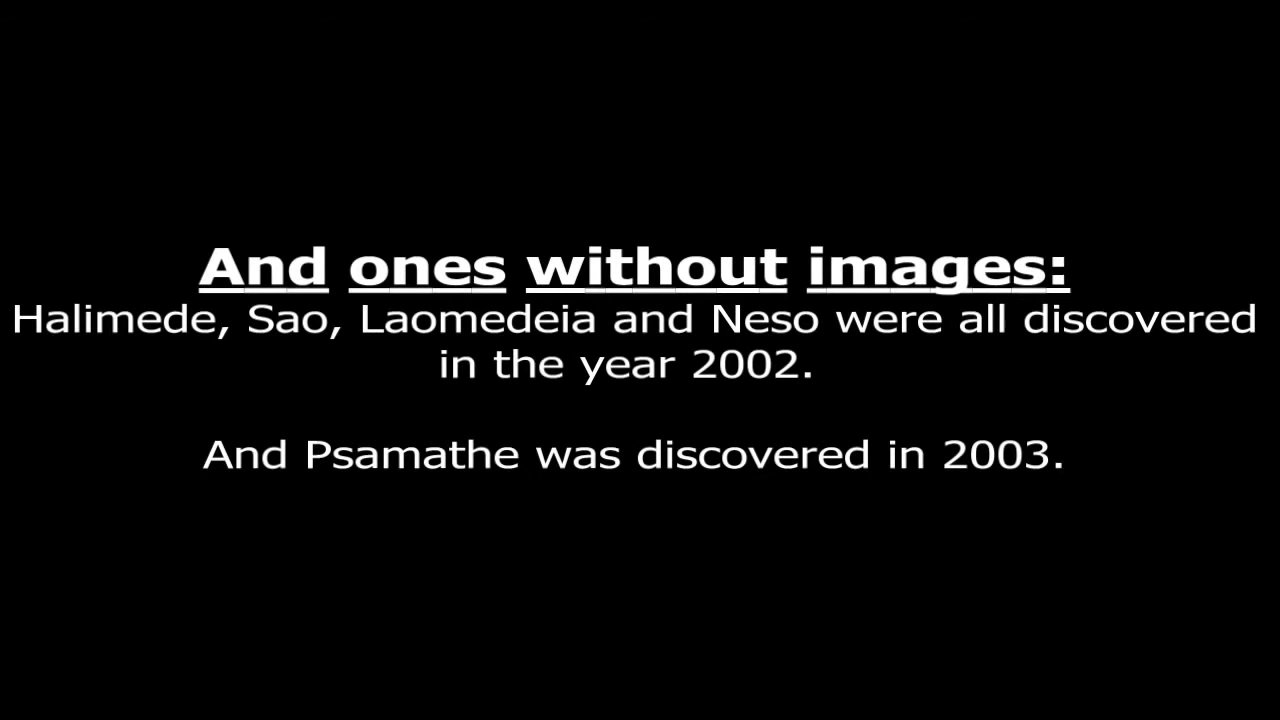 And ones without images:
Halimede, Sao, Laomedeia and Neso were all discovered
in the year 2002.
And Psamathe was discovered in 2003.